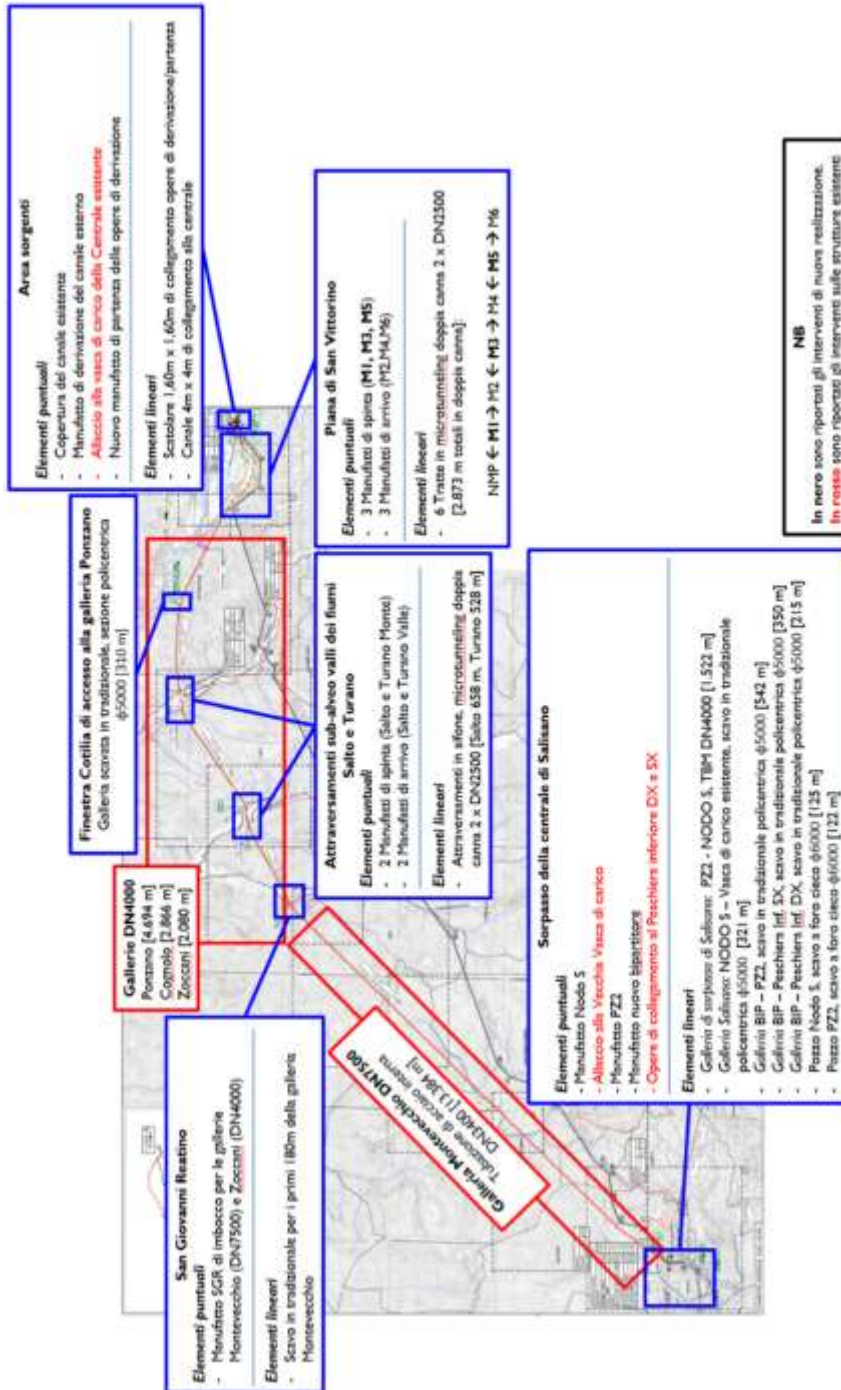 San Giovanni Reatino
Elementi puntuali
- Manufatto SGR di imbocco per le gallerie
Montevecchio (DN7500) e Zoccani (DN4000)
Elementi lineari
- Scavo in tradizionale per i primi 180m della galleria
Montevecchio
Gallerie DN4000
Ponzano [4.694 m]
Cognolo [2.866 m]
Zoccani [2.080 m]
Finestra Cotilia di accesso alla galleria Ponzano
Galleria scavata in tradizionale, sezione policentrica
ϕ5000 [310 m]
Area sorgenti
Elementi puntuali
- Copertura del canale esistente
- Manufatto di derivazione del canale esterno
- Allaccio alla vasca di carico della Centrale esistente
- Nuovo manufatto di partenza delle opere di derivazione
Elementi lineari
- Scatolare 1,60m x 1,60m di collegamento opere di derivazione/partenza
- Canale 4m x 4m di collegamento alla centrale
Galleria Montevecchio DN7500
Tubazione di acciaio interna
DN3400 [13.384 m]
Attraversamenti sub-alveo valli dei fiumi
Salto e Turano
Elementi puntuali
- 2 Manufatti di spinta (Salto e Turano Monte)
- 2 Manufatti di arrivo (Salto e Turano Valle)
Elementi lineari
- Attraversamenti in sifone, microtunneling doppia
canna 2 x DN2500 [Salto 658 m, Turano 528 m]
Piana di San Vittorino
Elementi puntuali
- 3 Manufatti di spinta (M1, M3, M5)
- 3 Manufatti di arrivo (M2,M4,M6)
Elementi lineari
- 6 Tratte in microtunneling doppia canna 2 x DN2500
[2.873 m totali in doppia canna]:
NMP ← M1 → M2 ← M3 → M4 ← M5 → M6
Sorpasso della centrale di Salisano
Elementi puntuali
- Manufatto Nodo S
- Allaccio alla Vecchia Vasca di carico
- Manufatto PZ2
- Manufatto nuovo bipartitore
- Opere di collegamento al Peschiera inferiore DX e SX
Elementi lineari
- Galleria di sorpasso di Salisano: PZ2 - NODO S, TBM DN4000 [1.522 m]
- Galleria Salisano: NODO S – Vasca di carico esistente, scavo in tradizionale
policentrica ϕ5000 [321 m]
- Galleria BIP – PZ2, scavo in tradizionale policentrica ϕ5000 [542 m]
- Galleria BIP – Peschiera Inf. SX, scavo in tradizionale policentrica ϕ5000 [350 m]
- Galleria BIP – Peschiera Inf. DX, scavo in tradizionale policentrica ϕ5000 [215 m]
- Pozzo Nodo S, scavo a foro cieco ϕ6000 [125 m]
- Pozzo PZ2, scavo a foro cieco ϕ6000 [122 m]
NB
In nero sono riportati gli interventi di nuova realizzazione.
In rosso sono riportati gli interventi sulle strutture esistenti